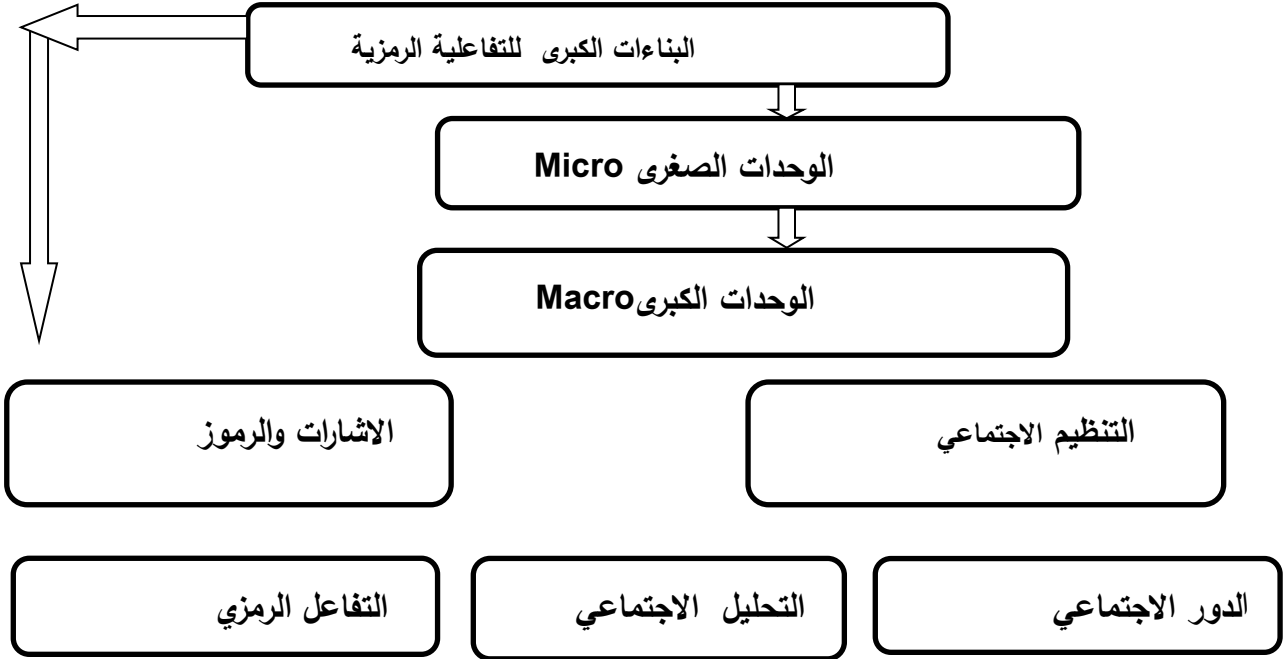 البناءات الكبرى للتفاعلية الرمزية
الوحدات الصغرى Micro
الوحدات الكبرىMacro
التنظيم الاجتماعي
الاشارات والرموز
الدور الاجتماعي
التحليل الاجتماعي
التفاعل الرمزي